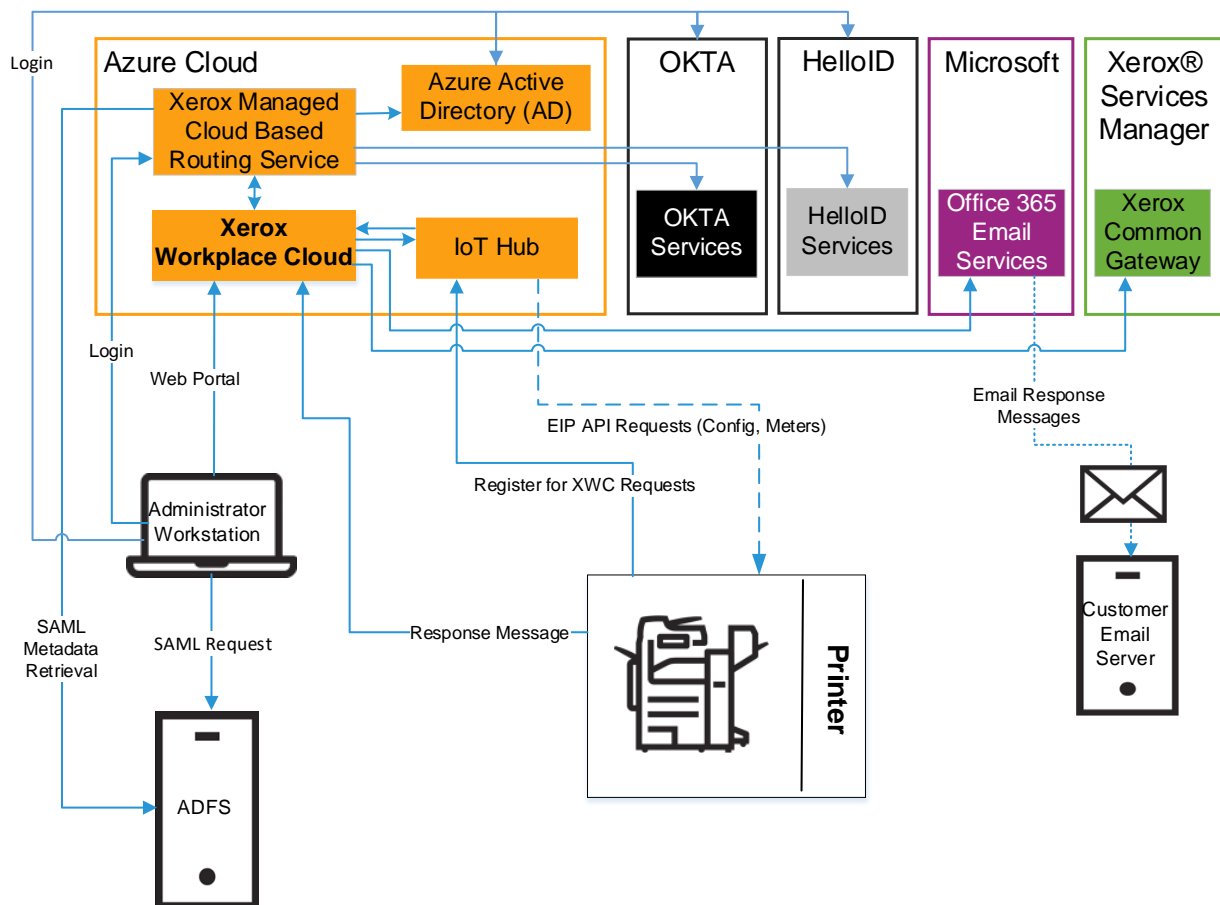 Login
Azure Cloud
Xerox Managed
Cloud Based
Routing Service
Azure Active
Directory (AD)
OKTA
HelloID
Microsoft
Xerox®
Services
Manager
Xerox
Workplace Cloud
IoT Hub
OKTA
Services
HelloID
Services
Office 365
Email
Services
Xerox
Common
Gateway
Login
Web Portal
EIP API Requests (Config, Meters)
Register for XWC Requests
Email Response
Messages
Administrator
Workstation
SAML
Metadata
Retrieval
SAML Request
Response Message
Printer
Customer
Email
Server
ADFS